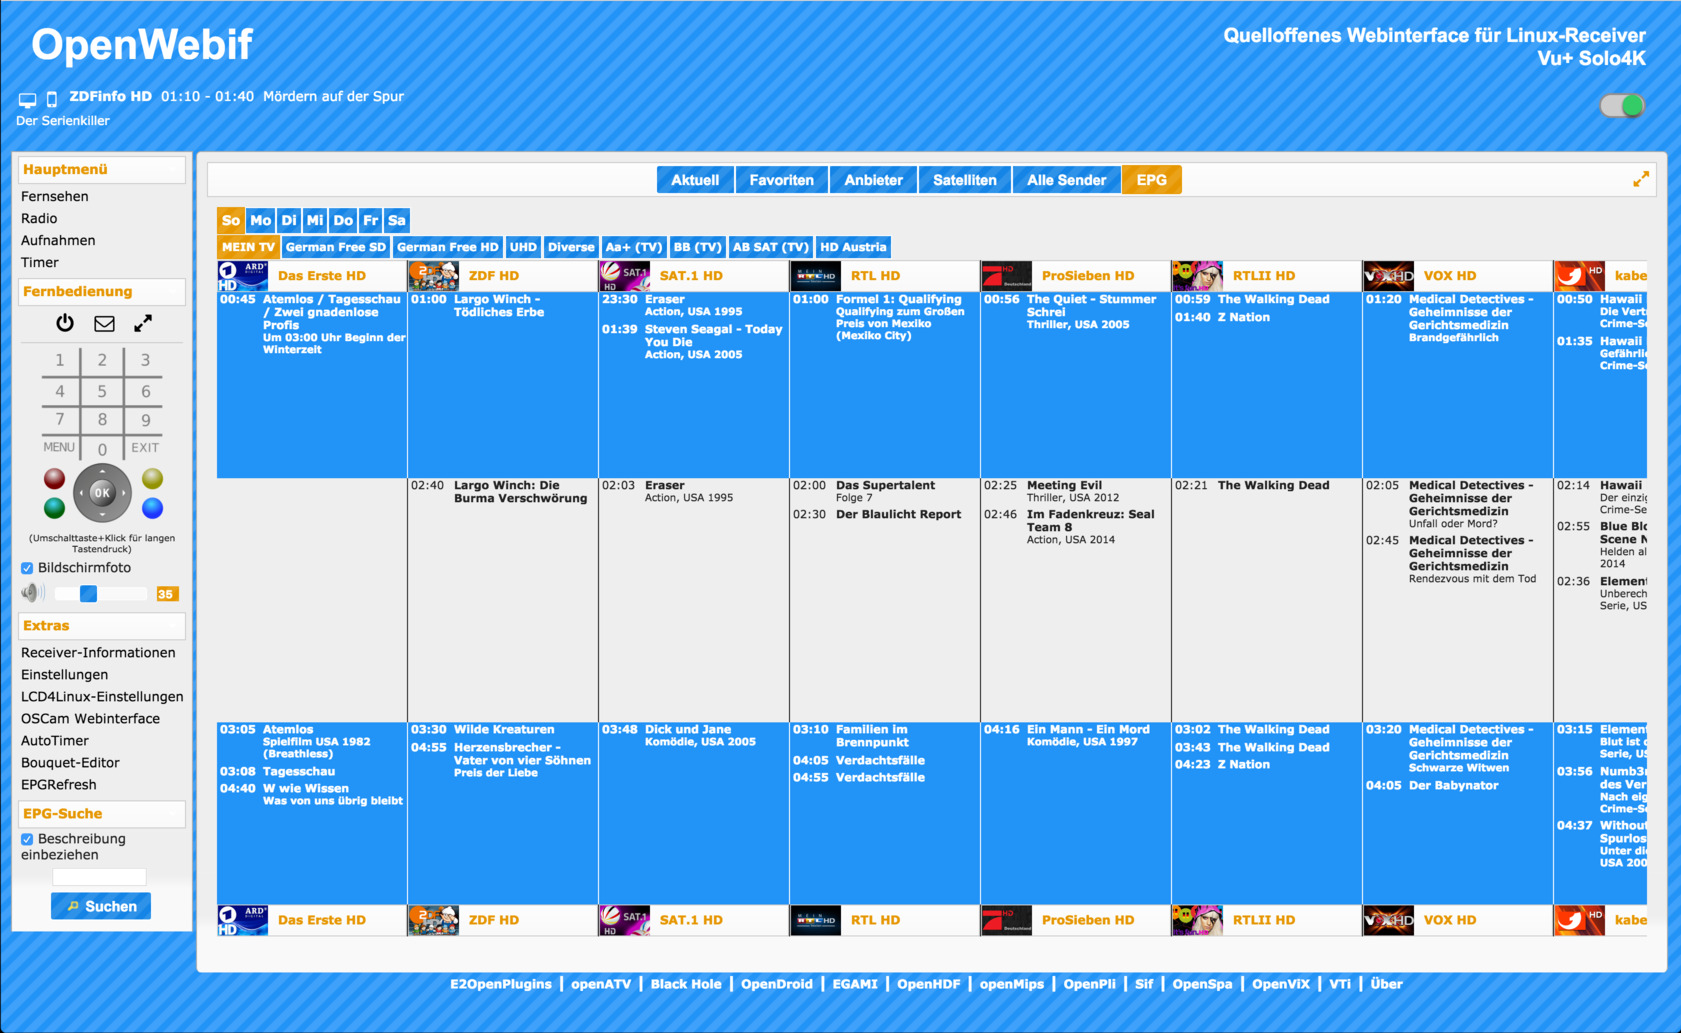 OpenWebif
Quelloffenes Webinterface für Linux-Receiver
Vu+ Solo4K
ZDFinfo HD 01:10 - 01:40 Mördern auf der Spur
Der Serienkiller
Hauptmenü
Fernsehen
Radio
Aufnahmen
Timer
Fernbedienung
1 2 3
4 5 6
7 8 9
MENU 0 EXIT
OK
(Umschalttaste+Klick für langen
Tastendruck)
Bildschirmfoto
35
Extras
Receiver-Informationen
Einstellungen
LCD4Linux-Einstellungen
OSCam Webinterface
AutoTimer
Bouquet-Editor
EPGRefresh
EPG-Suche
Beschreibung
einbeziehen
Suchen
Aktuell Favoriten Anbieter Satelliten Alle Sender EPG
So Mo Di Mi Do Fr Sa
MEIN TV German Free SD German Free HD UHD Diverse Aa+ (TV) BB (TV) AB SAT (TV) HD Austria
Das Erste HD ZDF HD SAT.1 HD RTL HD ProSieben HD RTLII HD VOX HD kabe
00:45 Atemlos / Tagesschau
/ Zwei gnadenlose
Profis
Um 03:00 Uhr Beginn der
Winterzeit
01:00 Largo Winch -
Tödliches Erbe
23:30 Eraser
Action, USA 1995
01:39 Steven Seagal - Today
You Die
Action, USA 2005
01:00 Formel 1: Qualifying
Qualifying zum Großen
Preis von Mexiko
(Mexiko City)
00:56 The Quiet - Stummer
Schrei
Thriller, USA 2005
00:59 The Walking Dead
01:40 Z Nation
01:20 Medical Detectives -
Geheimnisse der
Gerichtsmedizin
Brandgefährlich
00:50 Hawaii
Die Vert
Crime-Se
01:35 Hawaii
Gefährli
Crime-Se
02:40 Largo Winch: Die
Burma Verschwörung
02:03 Eraser
Action, USA 1995
02:00 Das Supertalent
Folge 7
02:30 Der Blaulicht Report
02:25 Meeting Evil
Thriller, USA 2012
02:46 Im Fadenkreuz: Seal
Team 8
Action, USA 2014
02:21 The Walking Dead
02:05 Medical Detectives -
Geheimnisse der
Gerichtsmedizin
Unfall oder Mord?
02:45 Medical Detectives -
Geheimnisse der
Gerichtsmedizin
Rendezvous mit dem Tod
02:14 Hawaii
Der einzig
Crime-Se
02:55 Blue Blo
Scene N
Helden al
2014
02:36 Element
Unberech
Serie, US
03:05 Atemlos
Spielfilm USA 1982
(Breathless)
03:08 Tagesschau
04:40 W wie Wissen
Was von uns übrig bleibt
03:30 Wilde Kreaturen
04:55 Herzensbrecher -
Vater von vier Söhnen
Preis der Liebe
03:48 Dick und Jane
Komödie, USA 2005
03:10 Familien im
Brennpunkt
04:05 Verdachtsfälle
04:55 Verdachtsfälle
04:16 Ein Mann - Ein Mord
Komödie, USA 1997
03:02 The Walking Dead
03:43 The Walking Dead
04:23 Z Nation
03:20 Medical Detectives -
Geheimnisse der
Gerichtsmedizin
Schwarze Witwen
04:05 Der Babynator
03:15 Element
Blut ist d
Serie, US
03:56 Numb3r
des Ver
Nach eig
Crime-Se
04:37 Without
Spurlos
Unter di
USA 200
Das Erste HD ZDF HD SAT.1 HD RTL HD ProSieben HD RTLII HD VOX HD kabe
E2OpenPlugins | openATV | Black Hole | OpenDroid | EGAMI | OpenHDF | openMips | OpenPli | Sif | OpenSpa | OpenViX | VTi | Über